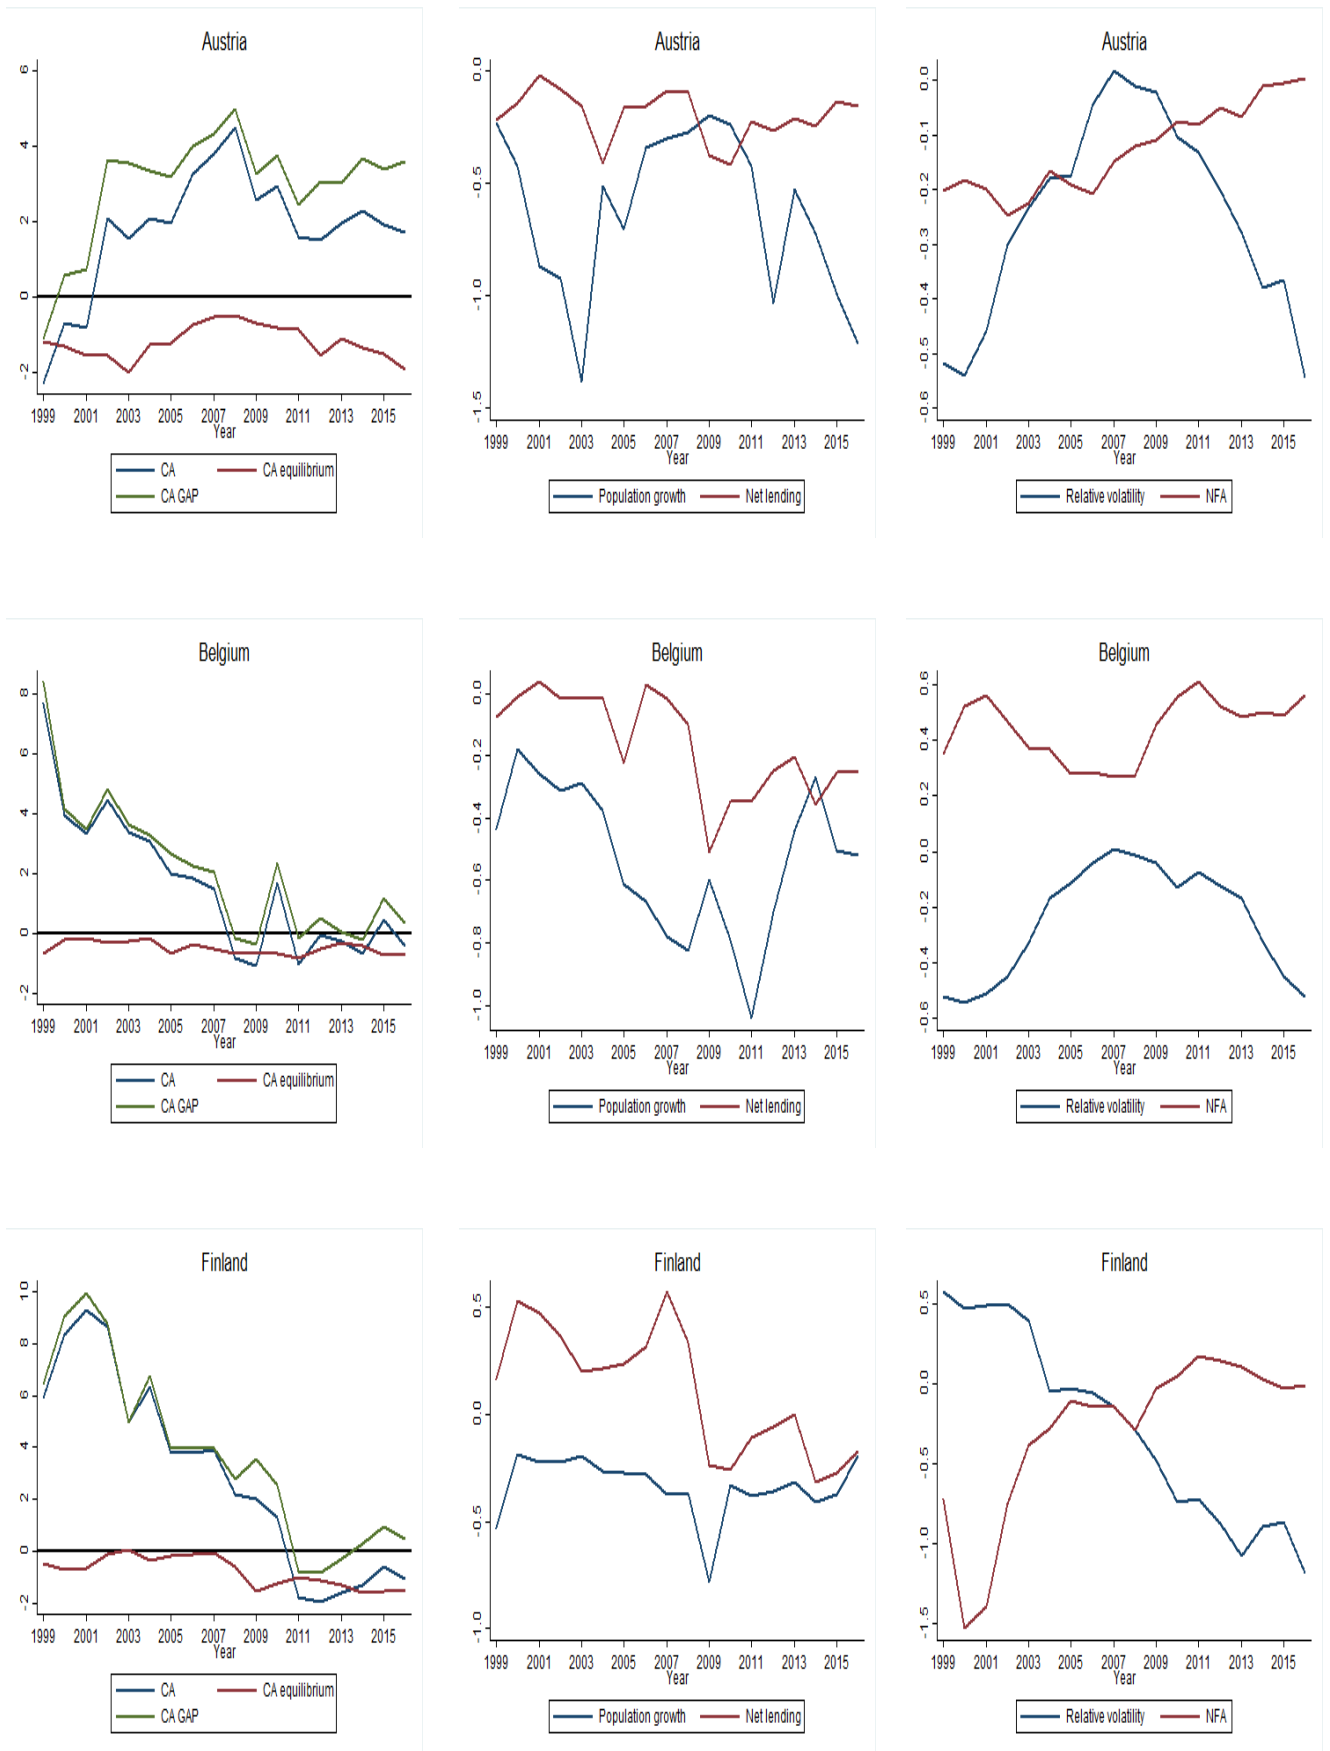 Austria
6
4
2
0
-2
1999 2001 2003 2005 2007 2009 2011 2013 2015
Year
CA CA equilibrium
CA GAP
Austria
0.0
-0.5
-1.0
-1.5
1999 2001 2003 2005 2007 2009 2011 2013 2015
Year
Population growth Net lending
Austria
0.0
-0.1
-0.2
-0.3
-0.4
-0.5
-0.6
1999 2001 2003 2005 2007 2009 2011 2013 2015
Year
Relative volatility NFA
Belgium
8
6
4
2
0
-2
1999 2001 2003 2005 2007 2009 2011 2013 2015
Year
CA CA equilibrium
CA GAP
Belgium
0.0
-0.2
-0.4
-0.6
-0.8
-1.0
1999 2001 2003 2005 2007 2009 2011 2013 2015
Year
Population growth Net lending
Belgium
0.6
0.4
0.2
0.0
-0.2
-0.4
-0.6
1999 2001 2003 2005 2007 2009 2011 2013 2015
Year
Relative volatility NFA
Finland
10
8
6
4
2
0
-2
1999 2001 2003 2005 2007 2009 2011 2013 2015
Year
CA CA equilibrium
CA GAP
Finland
0.5
0.0
-0.5
-1.0
1999 2001 2003 2005 2007 2009 2011 2013 2015
Year
Population growth Net lending
Finland
0.5
0.0
-0.5
-1.0
-1.5
1999 2001 2003 2005 2007 2009 2011 2013 2015
Year
Relative volatility NFA